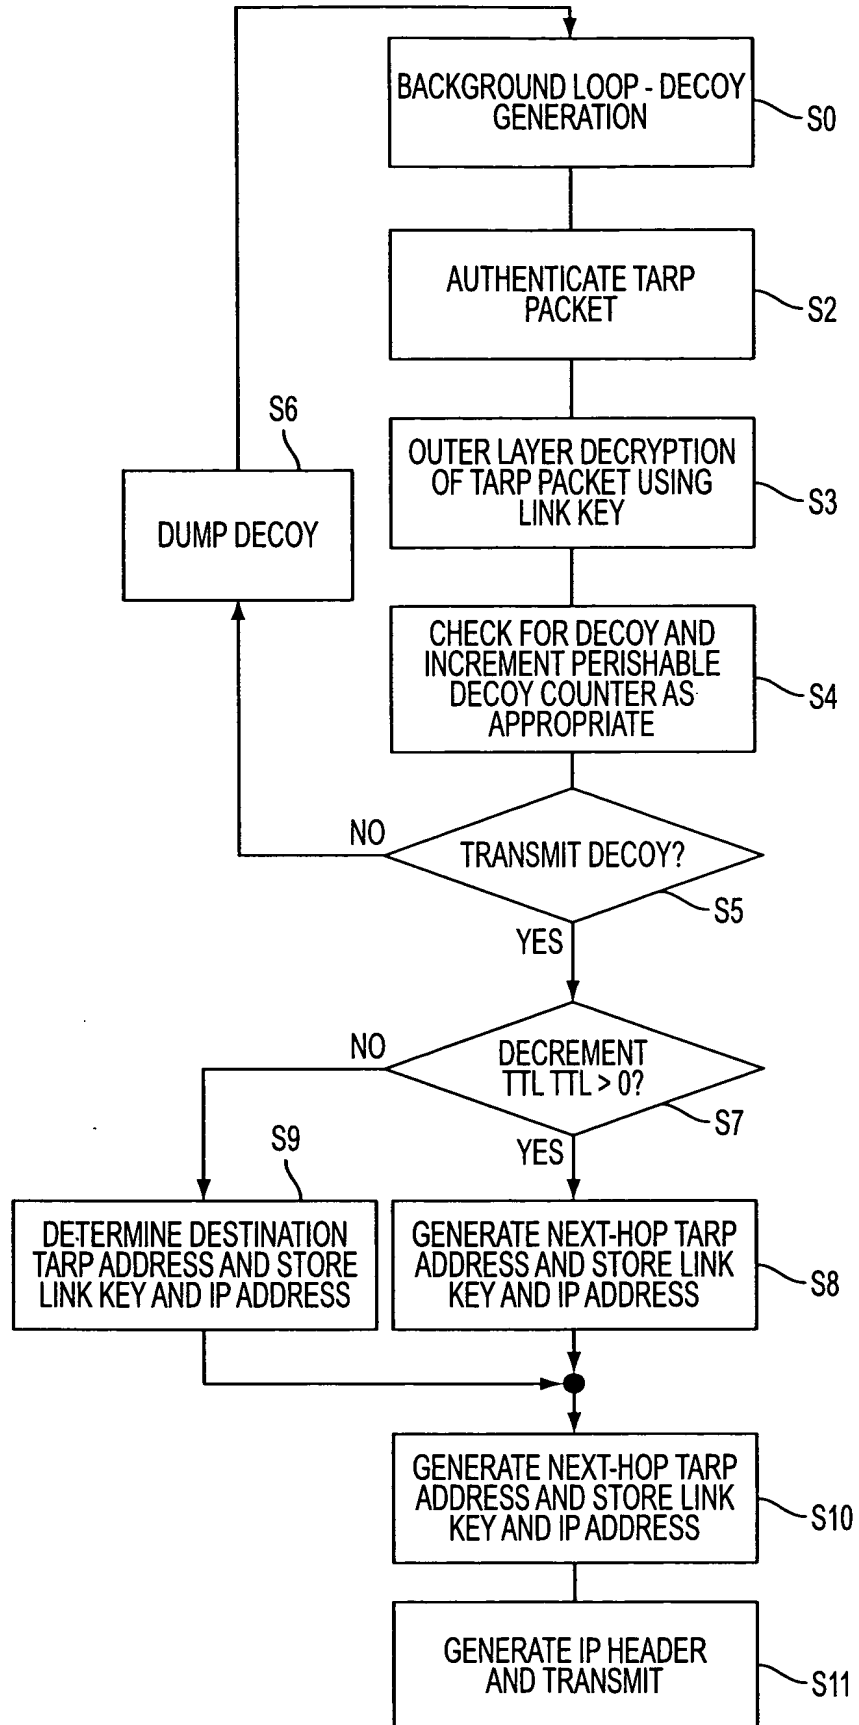 BACKGROUND LOOP - DECOY
GENERATION
S0
AUTHENTICATE TARP
PACKET
S2
S6
DUMP DECOY
OUTER LAYER DECRYPTION
OF TARP PACKET USING
LINK KEY
S3
CHECK FOR DECOY AND
INCREMENT PERISHABLE
DECOY COUNTER AS
APPROPRIATE
S4
NO
TRANSMIT DECOY?
S5
YES
NO
DECREMENT
TTL TTL > 0?
S7
YES
S9
DETERMINE DESTINATION
TARP ADDRESS AND STORE
LINK KEY AND IP ADDRESS
GENERATE NEXT-HOP TARP
ADDRESS AND STORE LINK
KEY AND IP ADDRESS
S8
GENERATE NEXT-HOP TARP
ADDRESS AND STORE LINK
KEY AND IP ADDRESS
S10
GENERATE IP HEADER
AND TRANSMIT
S11